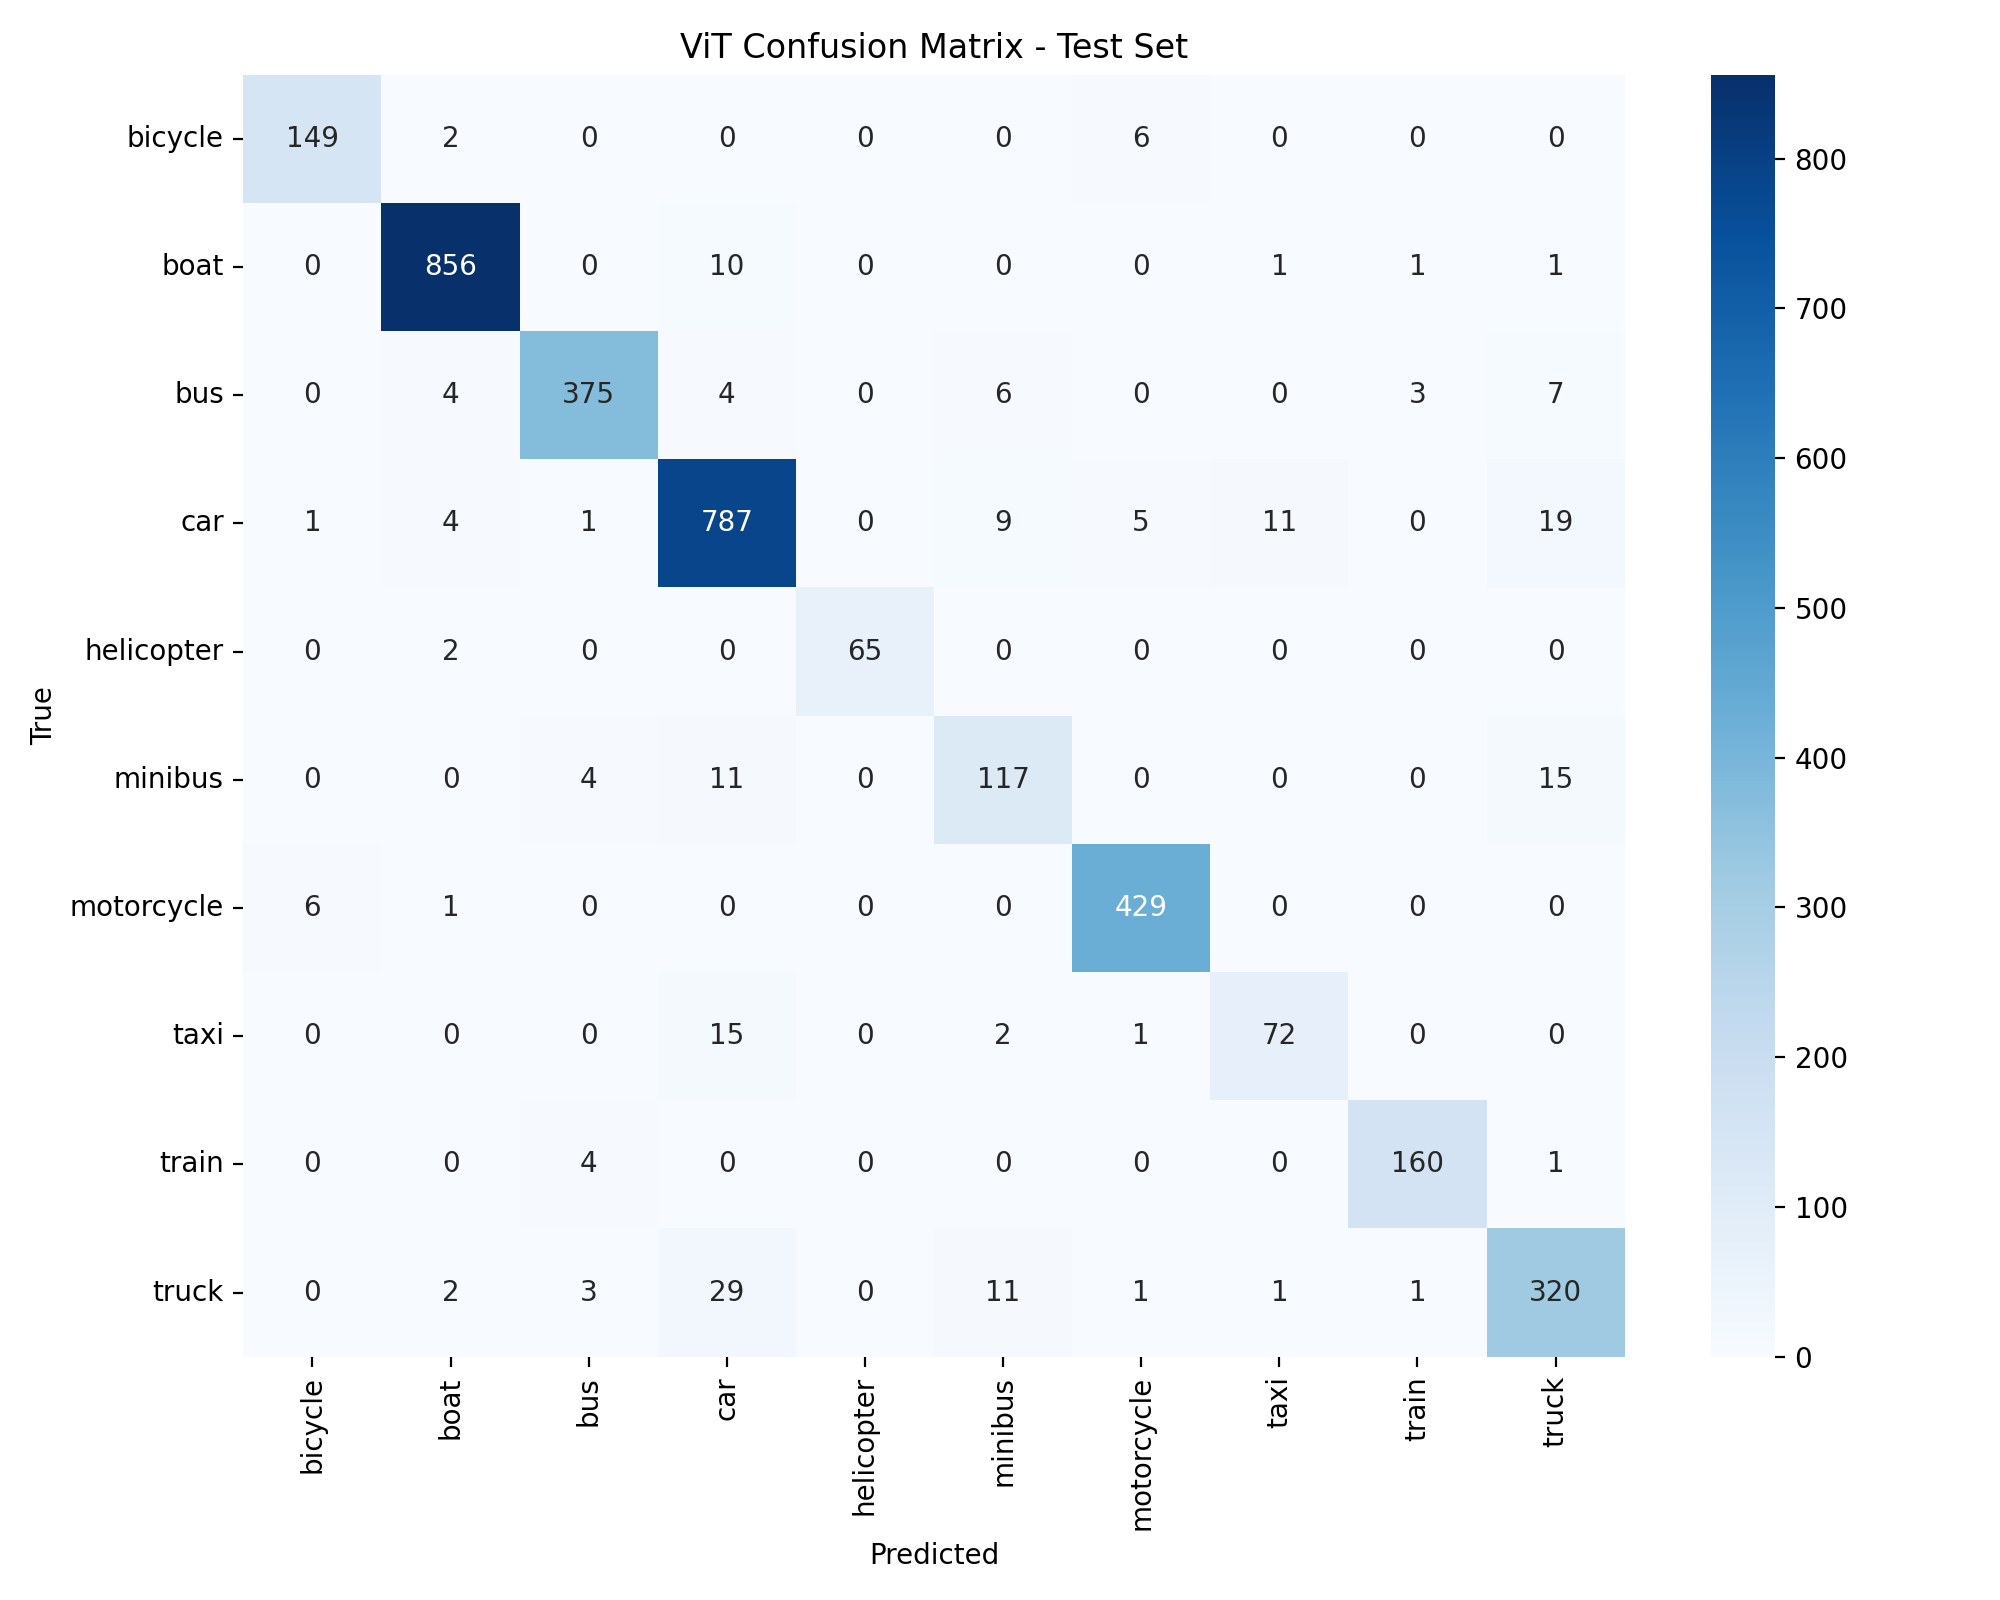 ViT Confusion Matrix - Test Set
bicycle 149 2 0 0 0 0 6 0 0 0
boat 0 856 0 10 0 0 0 1 1 1
bus 0 4 375 4 0 6 0 0 3 7
car 1 4 1 787 0 9 5 11 0 19
helicopter 0 2 0 0 65 0 0 0 0 0
minibus 0 0 4 11 0 117 0 0 0 15
motorcycle 6 1 0 0 0 0 429 0 0 0
taxi 0 0 0 15 0 2 1 72 0 0
train 0 0 4 0 0 0 0 0 160 1
truck 0 2 3 29 0 11 1 1 1 320
True
bicycle boat bus car helicopter minibus motorcycle taxi train truck
Predicted
800
700
600
500
400
300
200
100
0